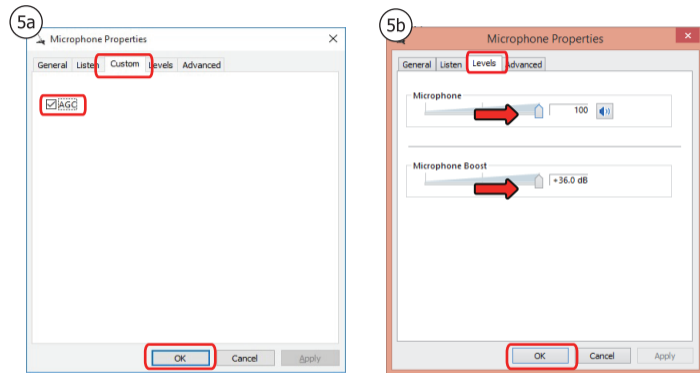 5a
Microphone Properties
General Listen Custom Levels Advanced
AGC
OK Cancel Apply
5b
Microphone Properties
General Listen Levels Advanced
Microphone
100
Microphone Boost
+36.0 dB
OK Cancel Apply